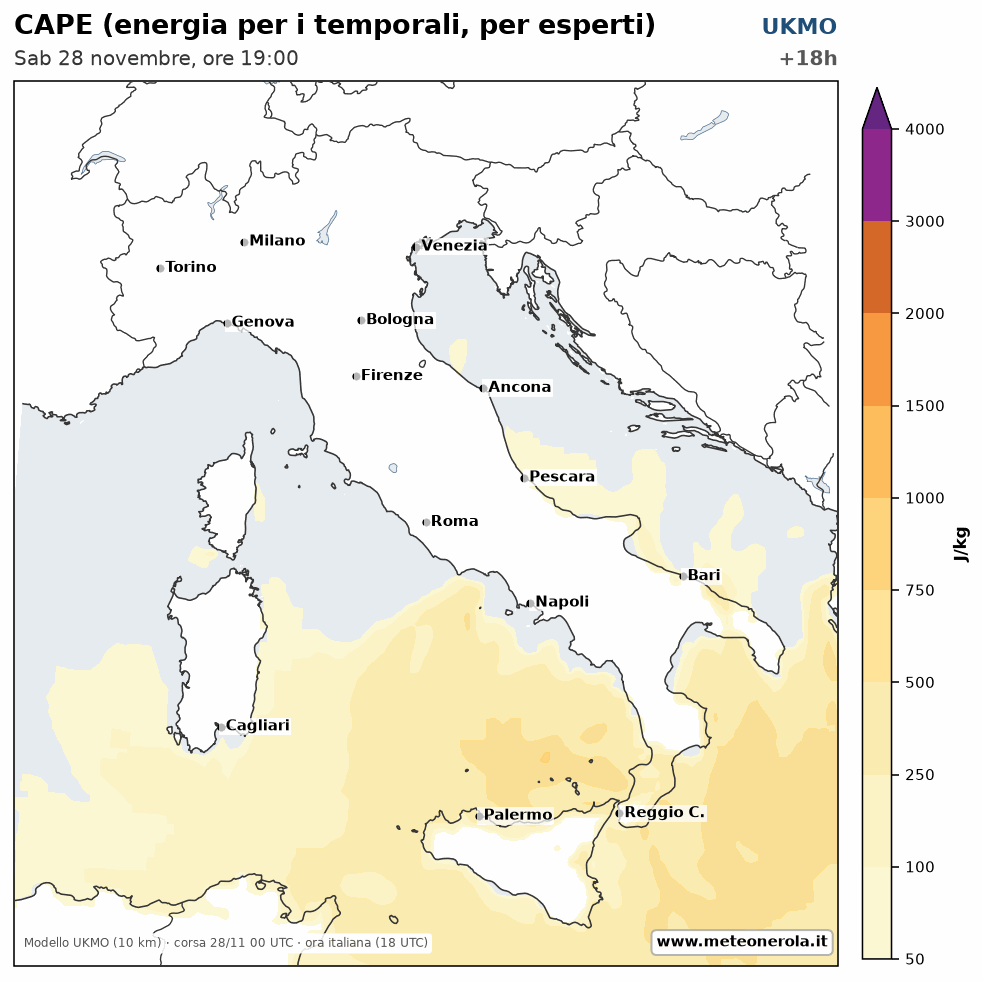 CAPE (energia per i temporali, per esperti)
UKMO
Sab 28 novembre, ore 19:00
+18h
4000
3000
2000
1500
1000
750
500
250
100
50
J/kg
Milano
Venezia
Torino
Genova
Bologna
Firenze
Ancona
Pescara
Roma
Bari
Napoli
Cagliari
Palermo
Reggio C.
Modello UKMO (10 km) · corsa 28/11 00 UTC · ora italiana (18 UTC)
www.meteonerola.it